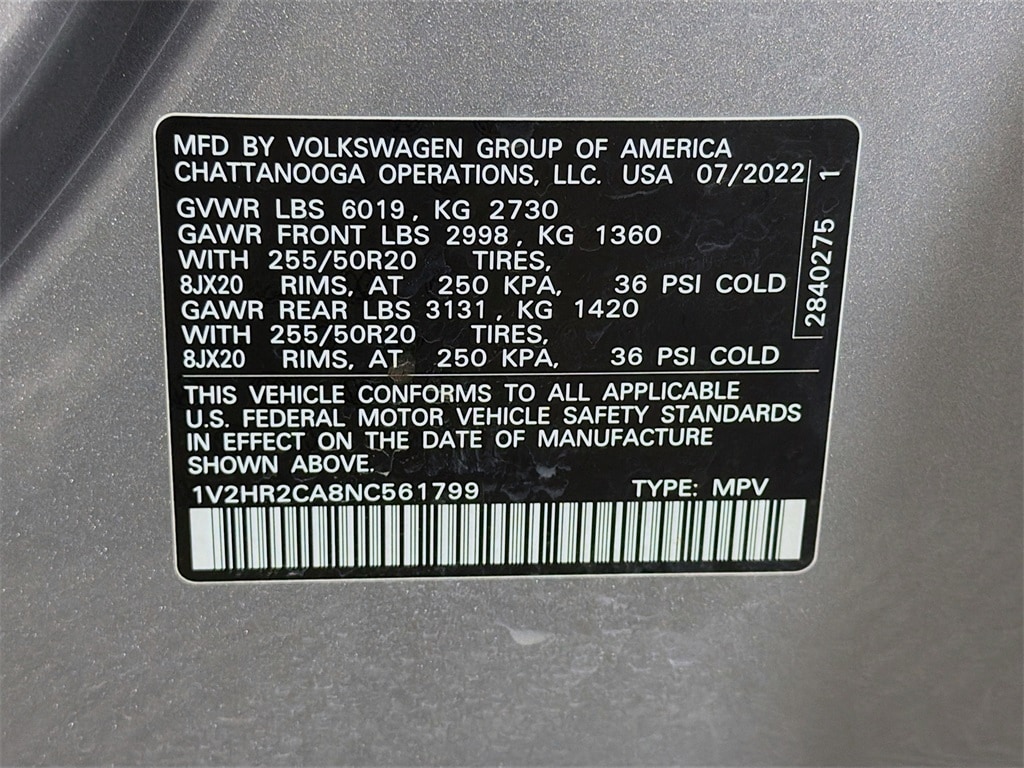 MFD BY VOLKSWAGEN GROUP OF AMERICA
CHATTANOOGA OPERATIONS, LLC. USA 07/2022
GVWR LBS 6019, KG 2730
GAWR FRONT LBS 2998, KG 1360
WITH 255/50R20 TIRES,
8JX20 RIMS, AT 250 KPA, 36 PSI COLD
GAWR REAR LBS 3131, KG 1420
WITH 255/50R20 TIRES,
8JX20 RIMS, AT 250 KPA, 36 PSI COLD
2840275 1
THIS VEHICLE CONFORMS TO ALL APPLICABLE
U.S. FEDERAL MOTOR VEHICLE SAFETY STANDARDS
IN EFFECT ON THE DATE OF MANUFACTURE
SHOWN ABOVE.
1V2HR2CA8NC561799 TYPE: MPV